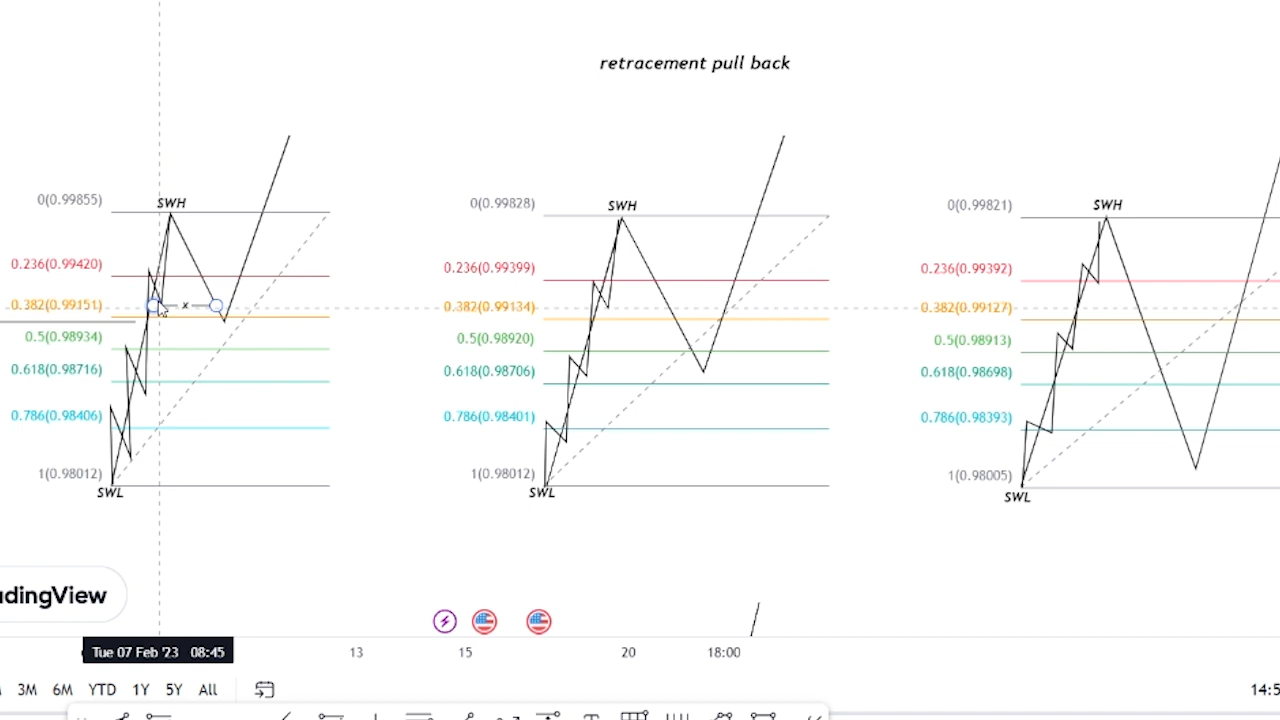 retracement pull back
0(0.99855)
SWH
0.236(0.99420)
0.382(0.99151)
x
0.5(0.98934)
0.618(0.98716)
0.786(0.98406)
1(0.98012)
SWL
0(0.99828)
SWH
0.236(0.99399)
0.382(0.99134)
0.5(0.98920)
0.618(0.98706)
0.786(0.98401)
1(0.98012)
SWL
0(0.99821)
SWH
0.236(0.99392)
0.382(0.99127)
0.5(0.98913)
0.618(0.98698)
0.786(0.98393)
1(0.98005)
SWL
adingView
Tue 07 Feb '23 08:45 13 15 20 18:00
3M 6M YTD 1Y 5Y All 14:5